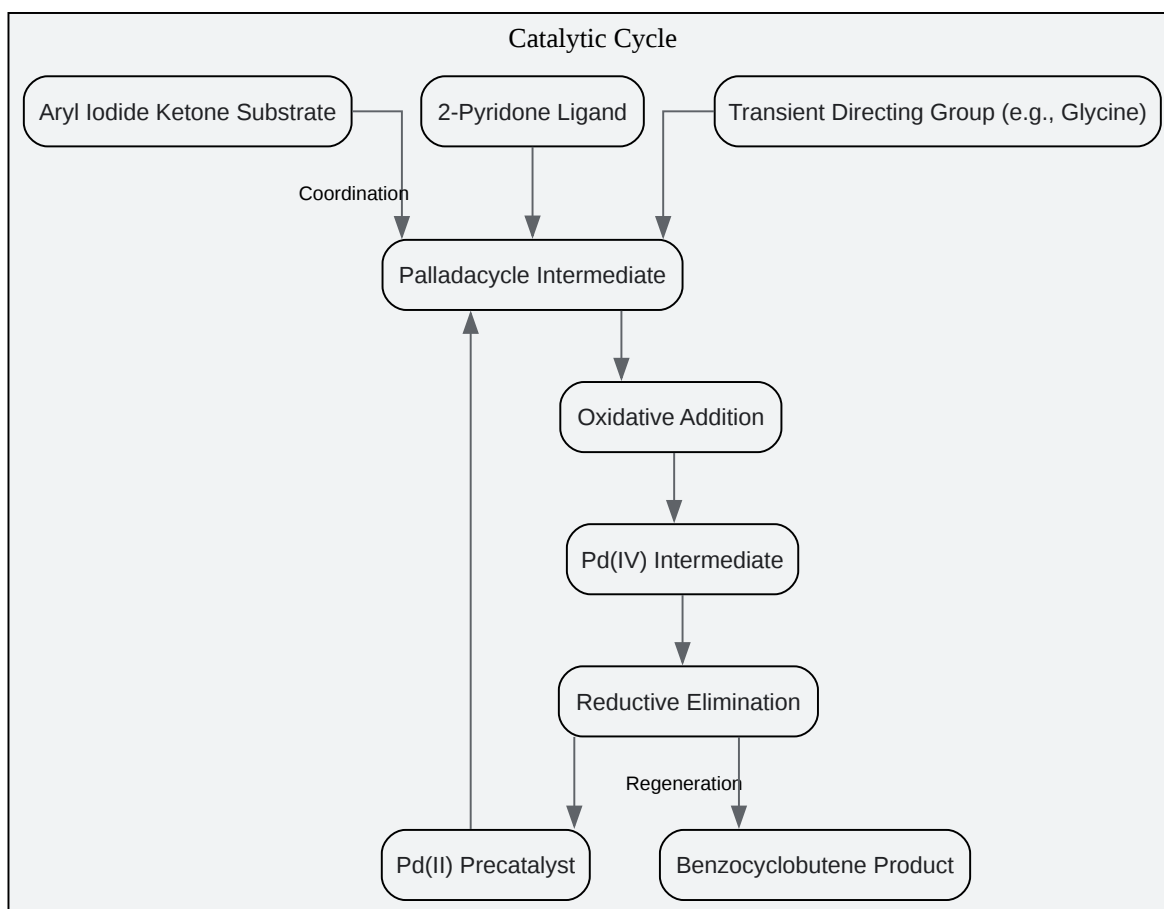 Catalytic Cycle
Aryl Iodide Ketone Substrate
2-Pyridone Ligand
Transient Directing Group (e.g., Glycine)
Coordination
Palladacycle Intermediate
Oxidative Addition
Pd(IV) Intermediate
Reductive Elimination
Regeneration
Pd(II) Precatalyst
Benzocyclobutene Product